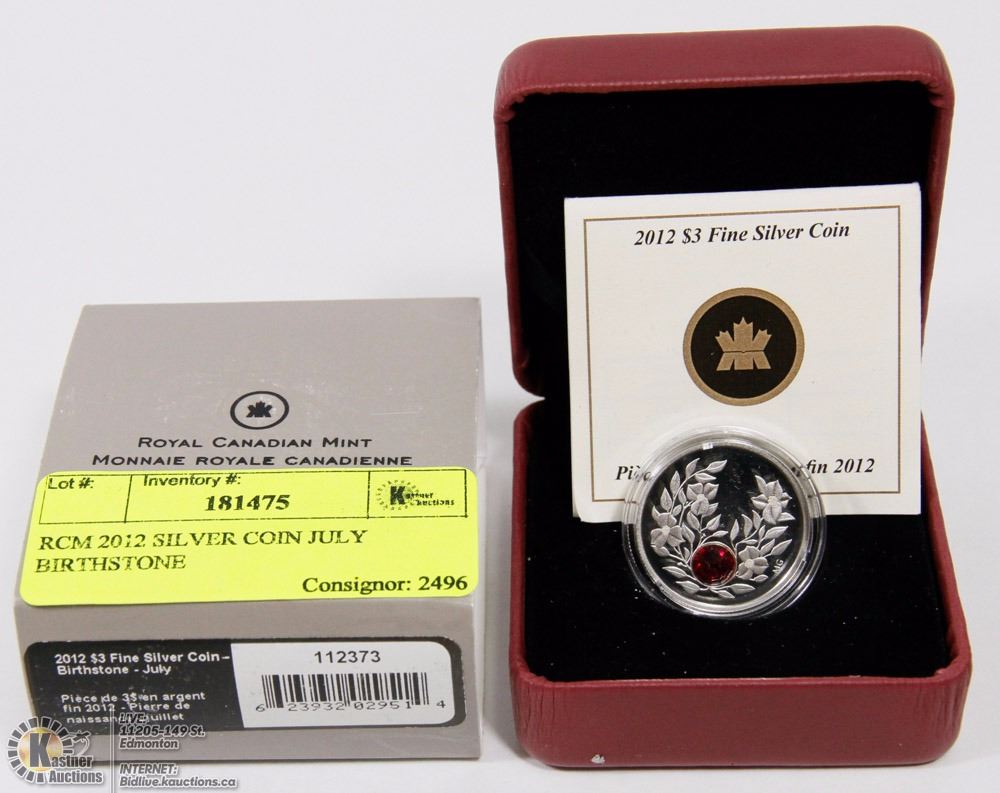 2012 $3 Fine Silver Coin
fin 2012
MG
ROYAL CANADIAN MINT
MONNAIE ROYALE CANADIENNE
Lot #: Inventory #:
181475
Kastner
Auctions
RCM 2012 SILVER COIN JULY
BIRTHSTONE
Consignor: 2496
2012 $3 Fine Silver Coin –
Birthstone - July
Pièce de 3$ en argent
fin 2012 - Pierre de
juillet
112373
6 23932 02951 4
Kastner
Auctions
LIVE:
11205-149 St.
Edmonton
INTERNET:
Bidlive.kauctions.ca